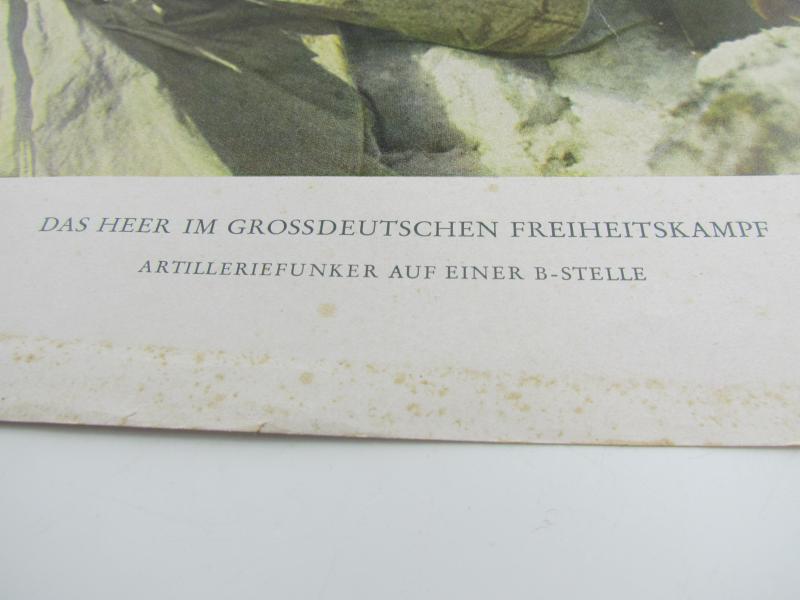 DAS HEER IM GROSSDEUTSCHEN FREIHEITSKAMPF
ARTILLERIEFUNKER AUF EINER B-STELLE